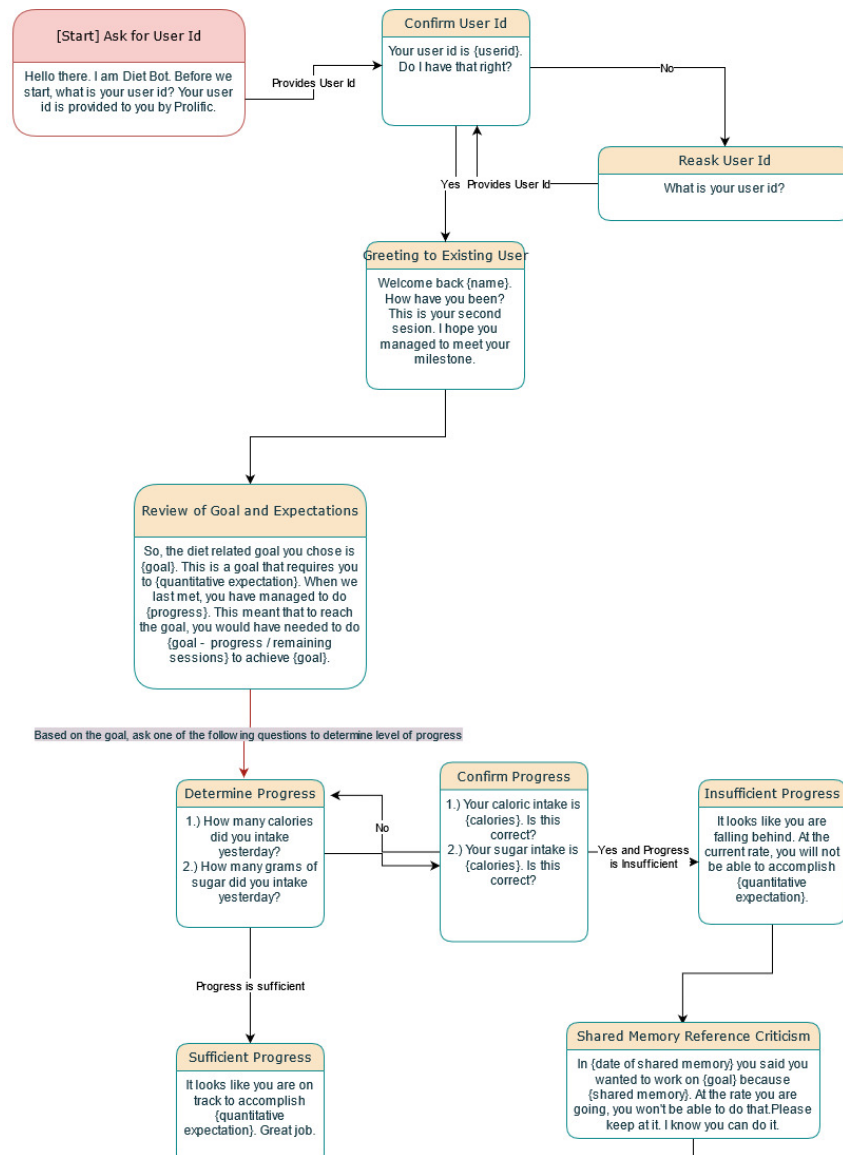 [Start] Ask for User Id
Hello there. I am Diet Bot. Before we
start, what is your user id? Your user
id is provided to you by Prolific.
Provides User Id
Confirm User Id
Your user id is {userid}.
Do I have that right?
No
Reask User Id
What is your user id?
Yes
Provides User Id
Greeting to Existing User
Welcome back {name}.
How have you been?
This is your second
sesion. I hope you
managed to meet your
milestone.
Review of Goal and Expectations
So, the diet related goal you chose is
{goal}. This is a goal that requires you
to {quantitative expectation}. When we
last met, you have managed to do
{progress}. This meant that to reach
the goal, you would have needed to do
{goal - progress / remaining
sessions} to achieve {goal}.
Based on the goal, ask one of the following questions to determine level of progress
Determine Progress
1.) How many calories
did you intake
yesterday?
2.) How many grams of
sugar did you intake
yesterday?
No
Confirm Progress
1.) Your caloric intake is
{calories}. Is this
correct?
2.) Your sugar intake is
{calories}. Is this
correct?
Yes and Progress
is Insufficient
Insufficient Progress
It looks like you are
falling behind. At the
current rate, you will not
be able to accomplish
{quantitative
expectation}.
Progress is sufficient
Sufficient Progress
It looks like you are on
track to accomplish
{quantitative
expectation}. Great job.
Shared Memory Reference Criticism
In {date of shared memory} you said you
wanted to work on {goal} because
{shared memory}. At the rate you are
going, you won't be able to do that.Please
keep at it. I know you can do it.